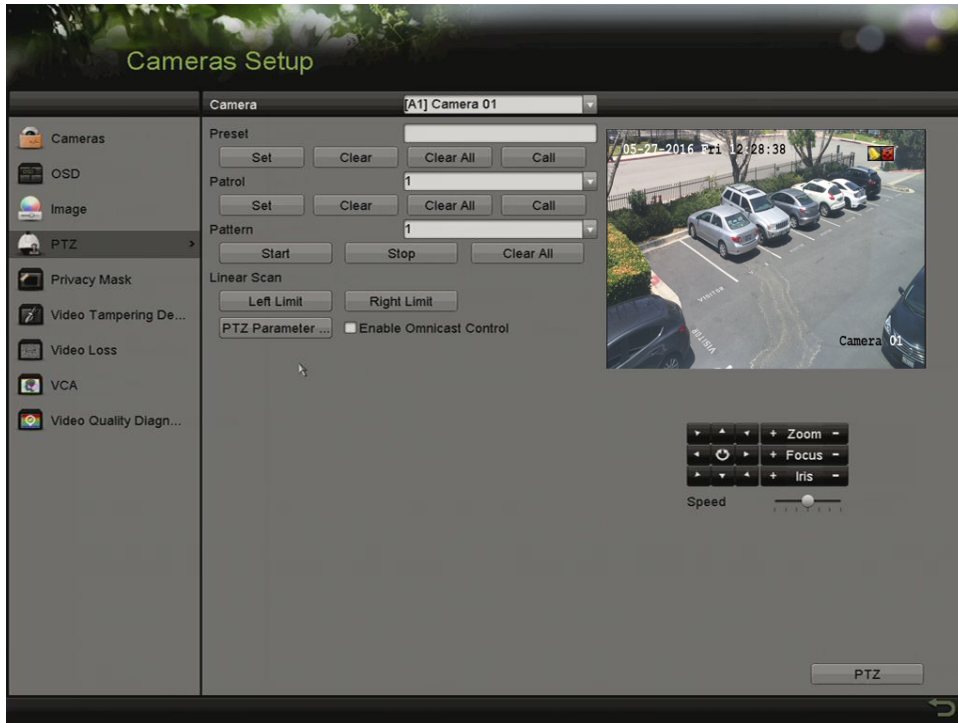 Cameras Setup
Camera [A1] Camera 01
Cameras
OSD
Image
PTZ
Privacy Mask
Video Tampering De...
Video Loss
VCA
Video Quality Diagn...
Preset
Set Clear Clear All Call
Patrol 1
Set Clear Clear All Call
Pattern 1
Start Stop Clear All
Linear Scan
Left Limit Right Limit
PTZ Parameter ... Enable Omnicast Control
05-27-2016 Fri 12:28:38
VISITOR
VISITOR
Camera 01
+ Zoom -
+ Focus -
+ Iris -
Speed
PTZ